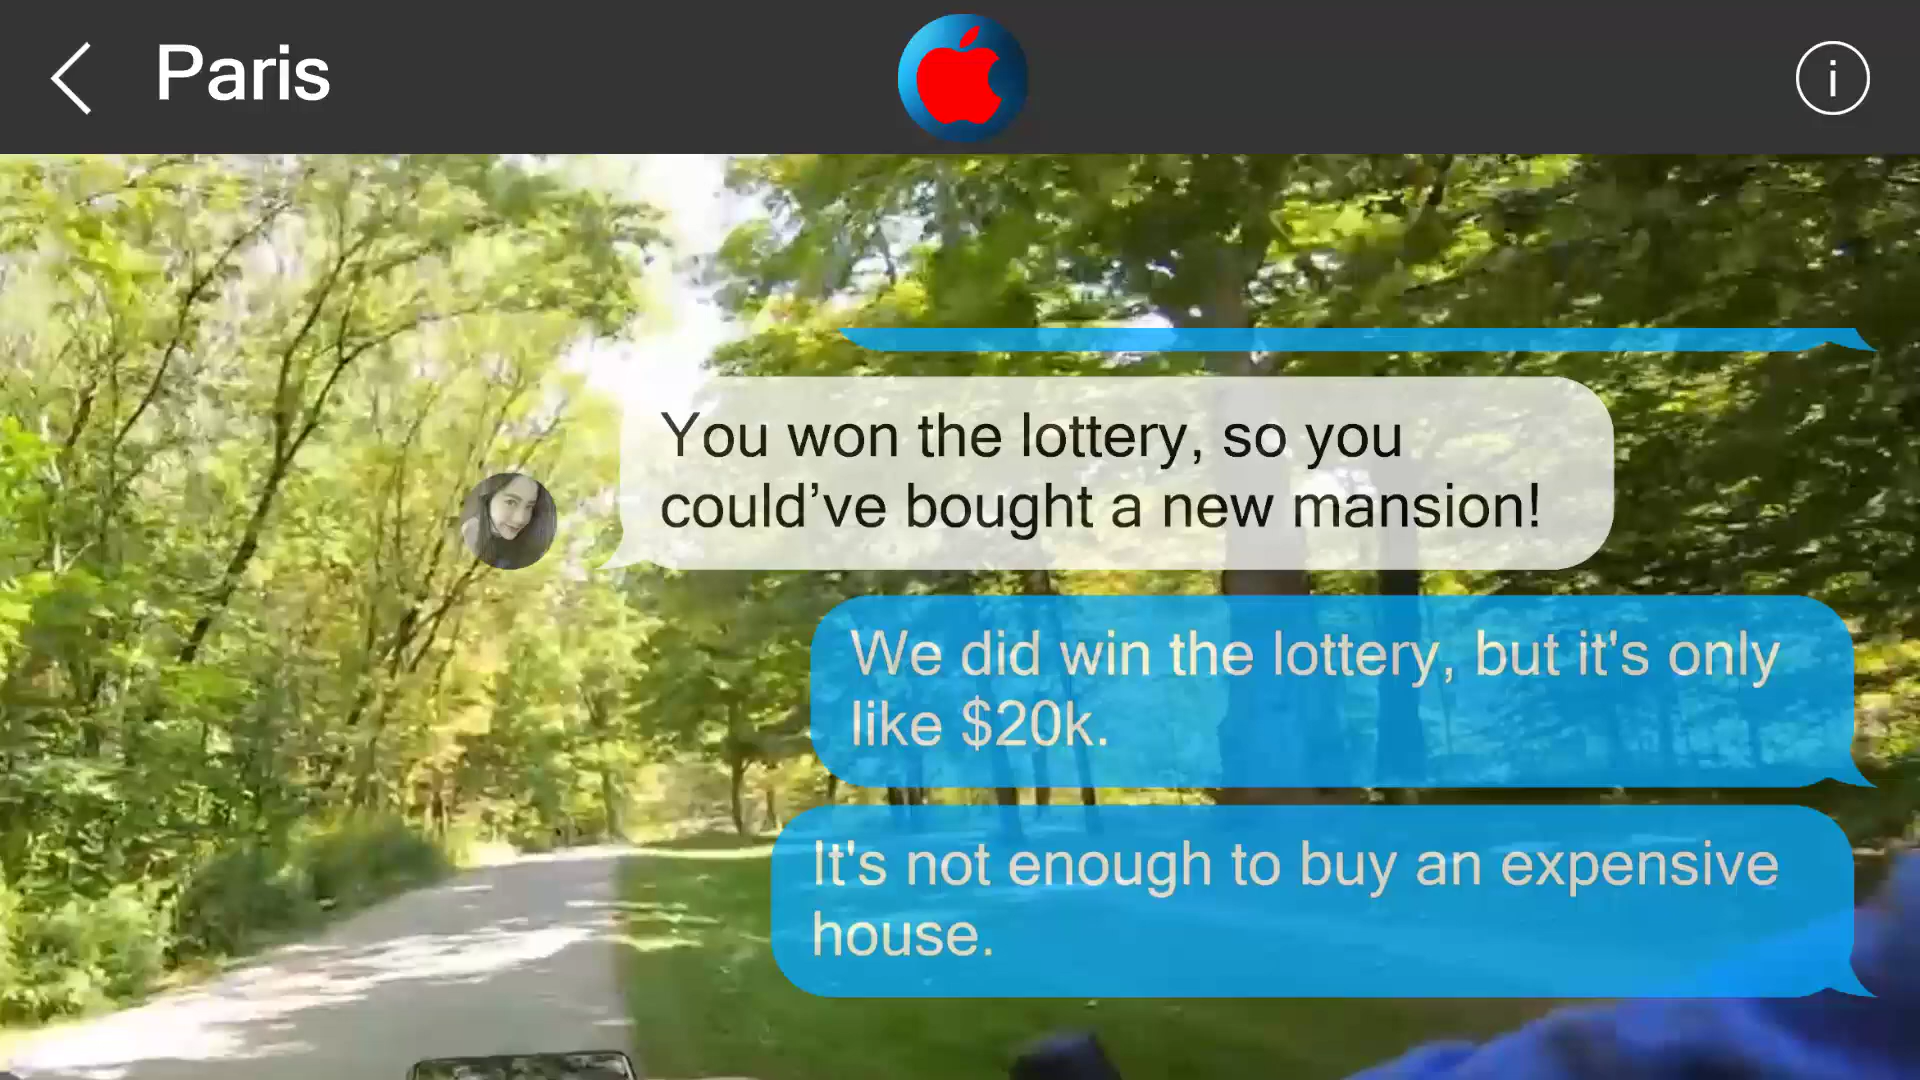 Paris
You won the lottery, so you
could’ve bought a new mansion!
We did win the lottery, but it's only
like $20k.
It's not enough to buy an expensive
house.